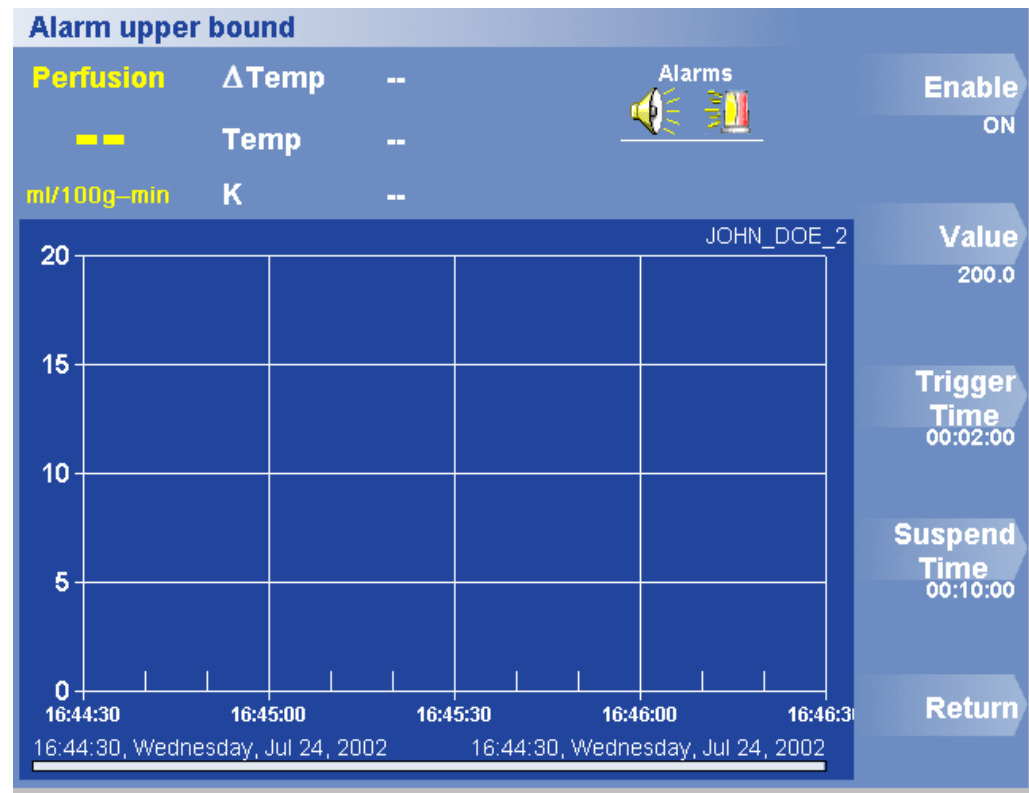 Alarm upper bound
Perfusion ΔTemp --
Alarms
-- Temp --
ml/100g–min K --
Enable
ON
Value
200.0
Trigger
Time
00:02:00
Suspend
Time
00:10:00
Return
JOHN_DOE_2
20
15
10
5
0
16:44:30 16:45:00 16:45:30 16:46:00 16:46:3
16:44:30, Wednesday, Jul 24, 2002 16:44:30, Wednesday, Jul 24, 2002